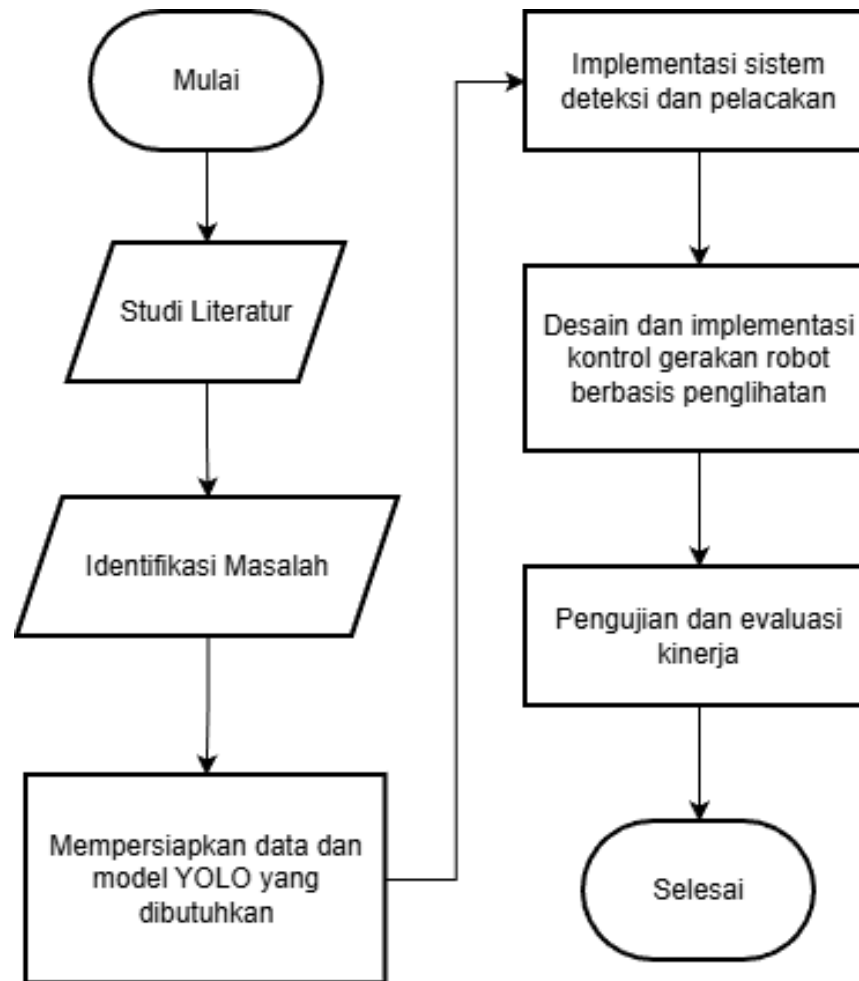 Mulai
Studi Literatur
Identifikasi Masalah
Mempersiapkan data dan
model YOLO yang
dibutuhkan
Implementasi sistem
deteksi dan pelacakan
Desain dan implementasi
kontrol gerakan robot
berbasis penglihatan
Pengujian dan evaluasi
kinerja
Selesai